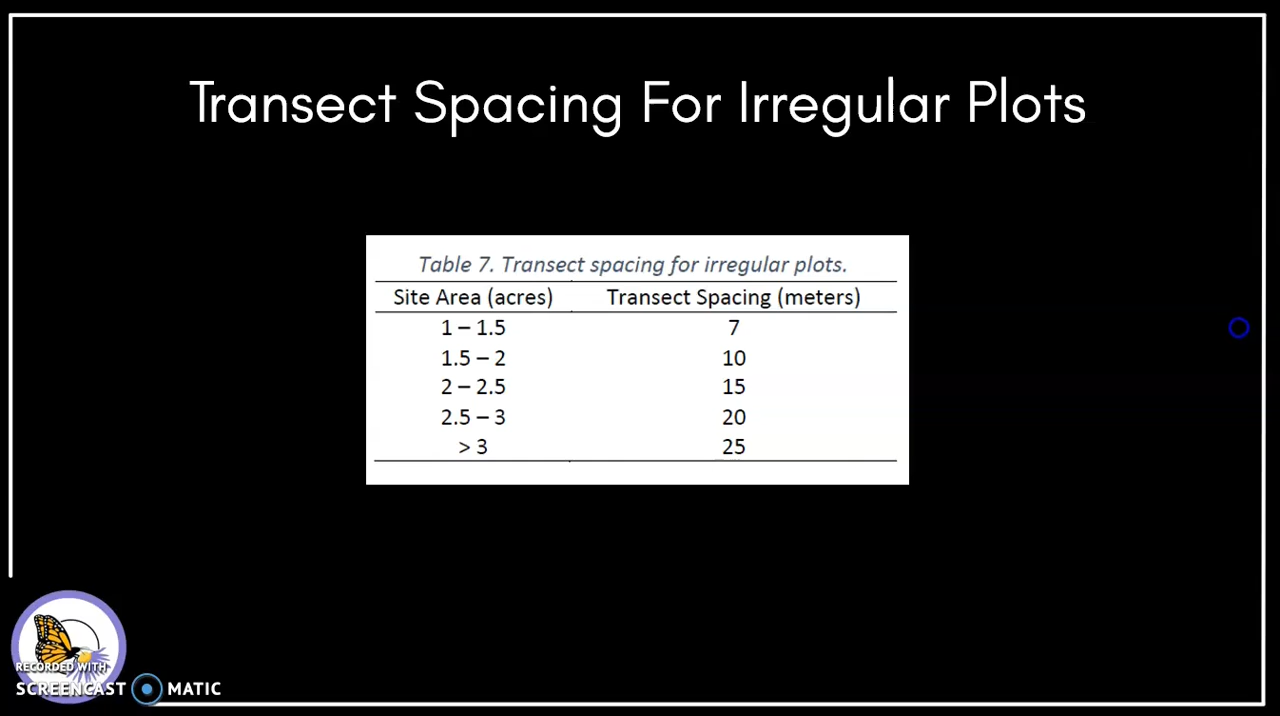 Transect Spacing For Irregular Plots
Table 7. Transect spacing for irregular plots.
Site Area (acres) Transect Spacing (meters)
1 – 1.5 7
1.5 – 2 10
2 – 2.5 15
2.5 – 3 20
> 3 25
RECORDED WITH
SCREENCAST MATIC